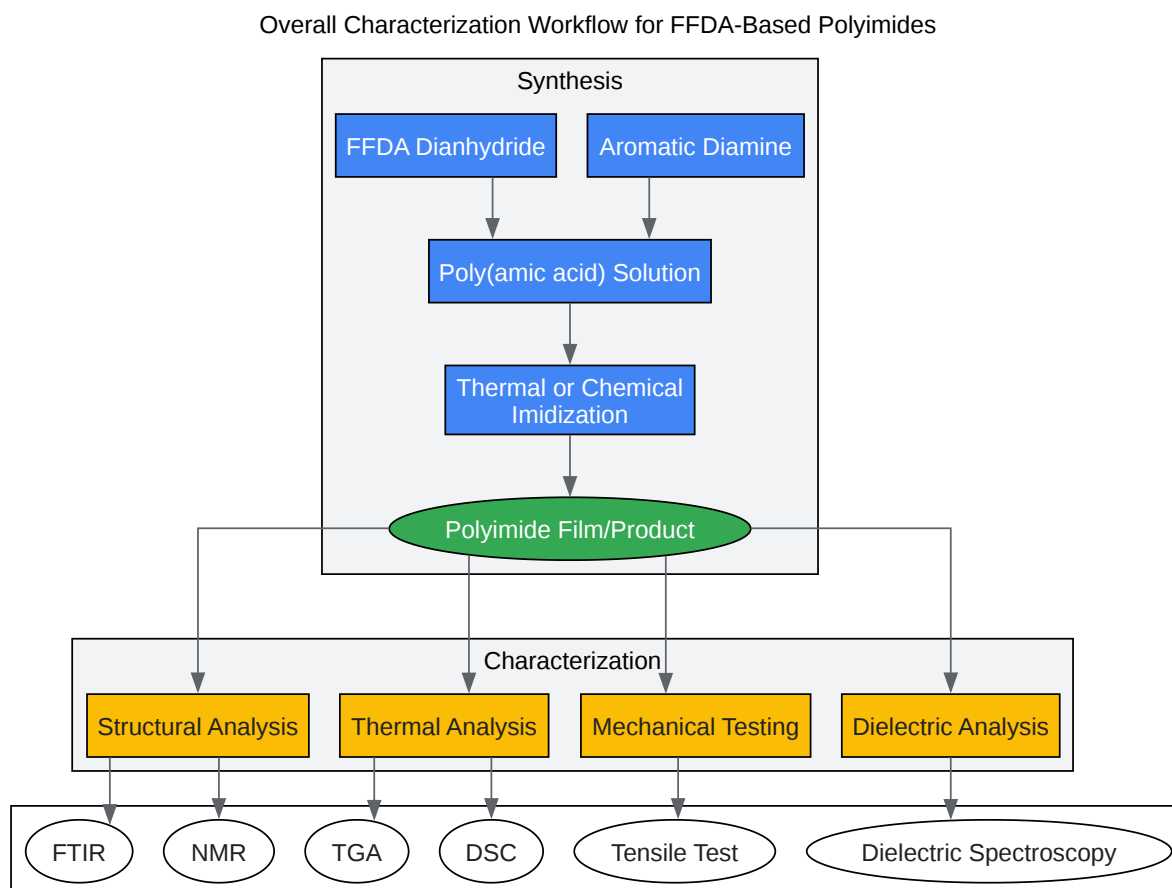 Overall Characterization Workflow for FFDA-Based Polyimides
Synthesis
FFDA Dianhydride
Aromatic Diamine
Poly(amic acid) Solution
Thermal or Chemical
Imidization
Polyimide Film/Product
Characterization
Structural Analysis
Thermal Analysis
Mechanical Testing
Dielectric Analysis
FTIR
NMR
TGA
DSC
Tensile Test
Dielectric Spectroscopy